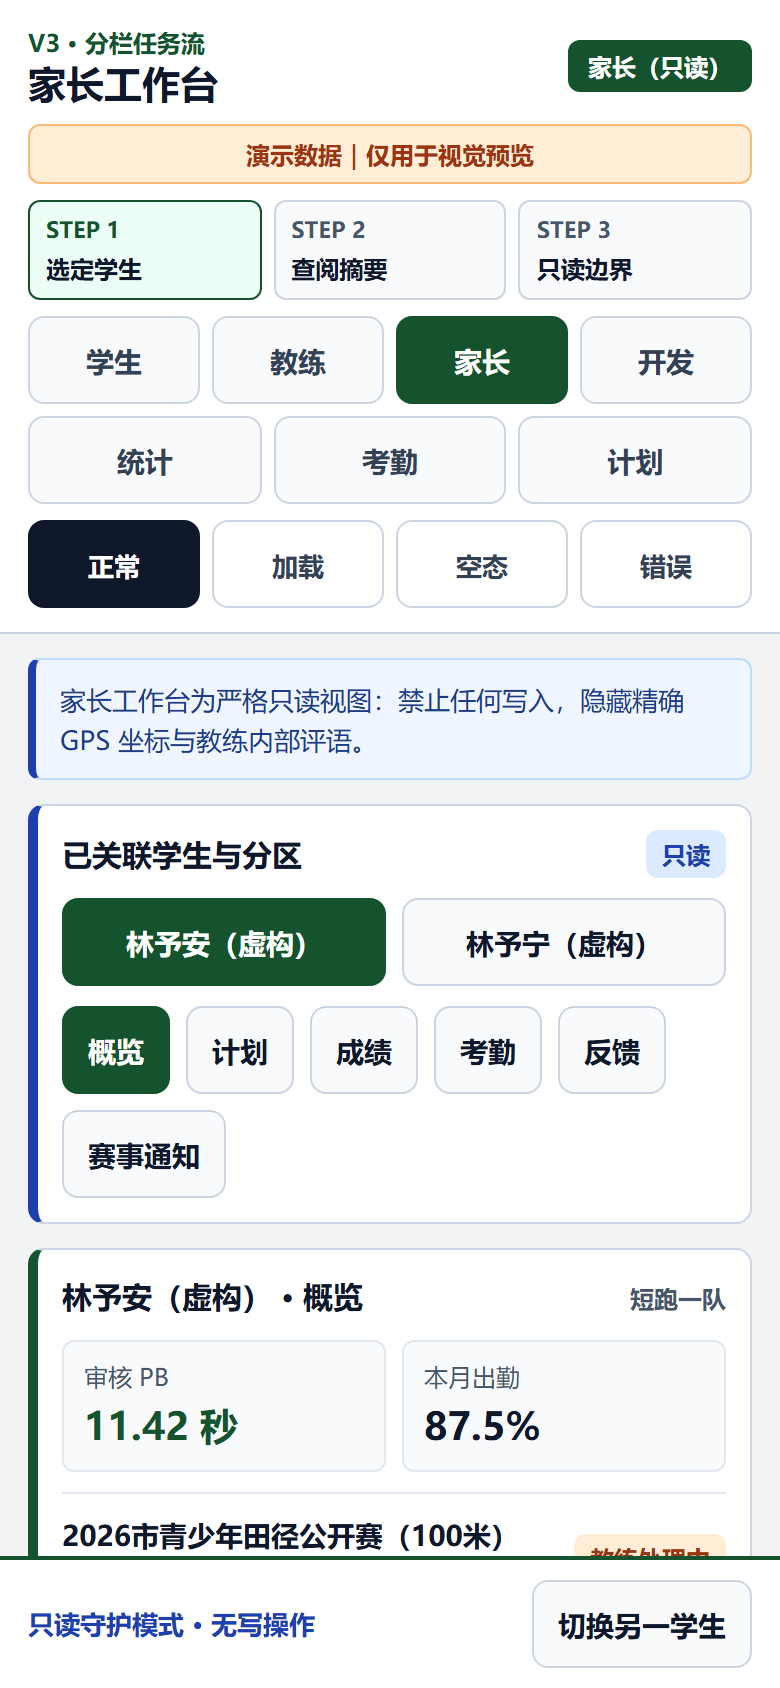 V3 • 分栏任务流
家长工作台
家长（只读）
演示数据 | 仅用于视觉预览
STEP 1
选定学生
STEP 2
查阅摘要
STEP 3
只读边界
学生
教练
家长
开发
统计
考勤
计划
正常
加载
空态
错误
家长工作台为严格只读视图：禁止任何写入，隐藏精确
GPS 坐标与教练内部评语。
已关联学生与分区
只读
林予安（虚构）
林予宁（虚构）
概览
计划
成绩
考勤
反馈
赛事通知
林予安（虚构） • 概览
短跑一队
审核 PB
11.42 秒
本月出勤
87.5%
2026市青少年田径公开赛（100米）
教练处理中
只读守护模式 • 无写操作
切换另一学生